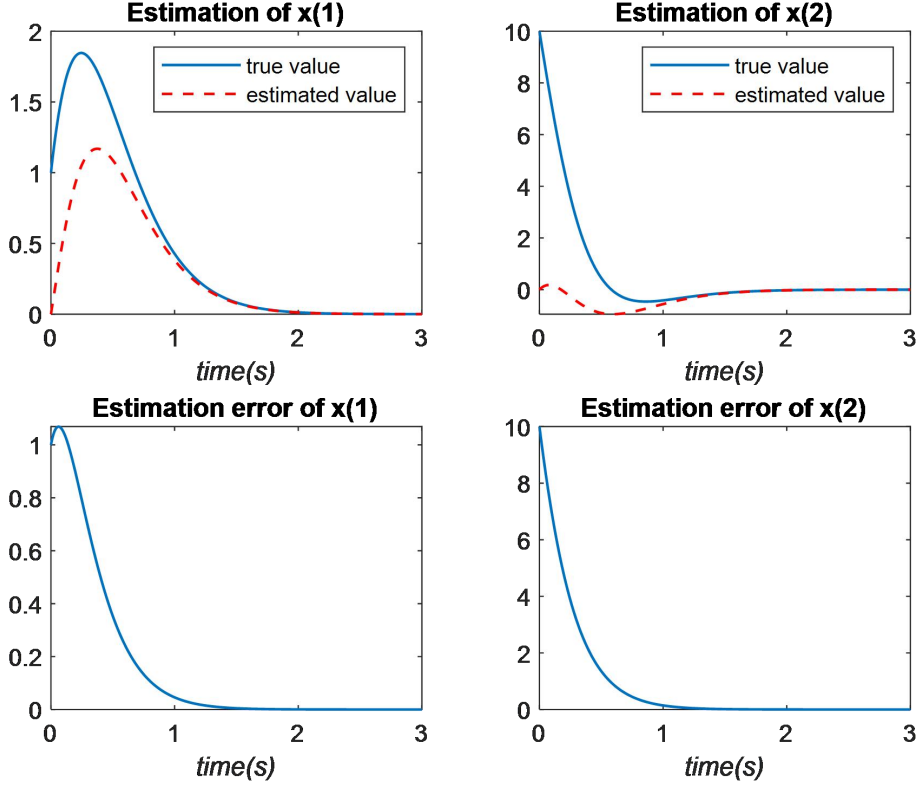 Estimation of x(1)
2
1.5
1
0.5
0
0 1 2 3
time(s)
true value
estimated value
Estimation of x(2)
10
8
6
4
2
0
0 1 2 3
time(s)
true value
estimated value
Estimation error of x(1)
1
0.8
0.6
0.4
0.2
0
0 1 2 3
time(s)
Estimation error of x(2)
10
8
6
4
2
0
0 1 2 3
time(s)